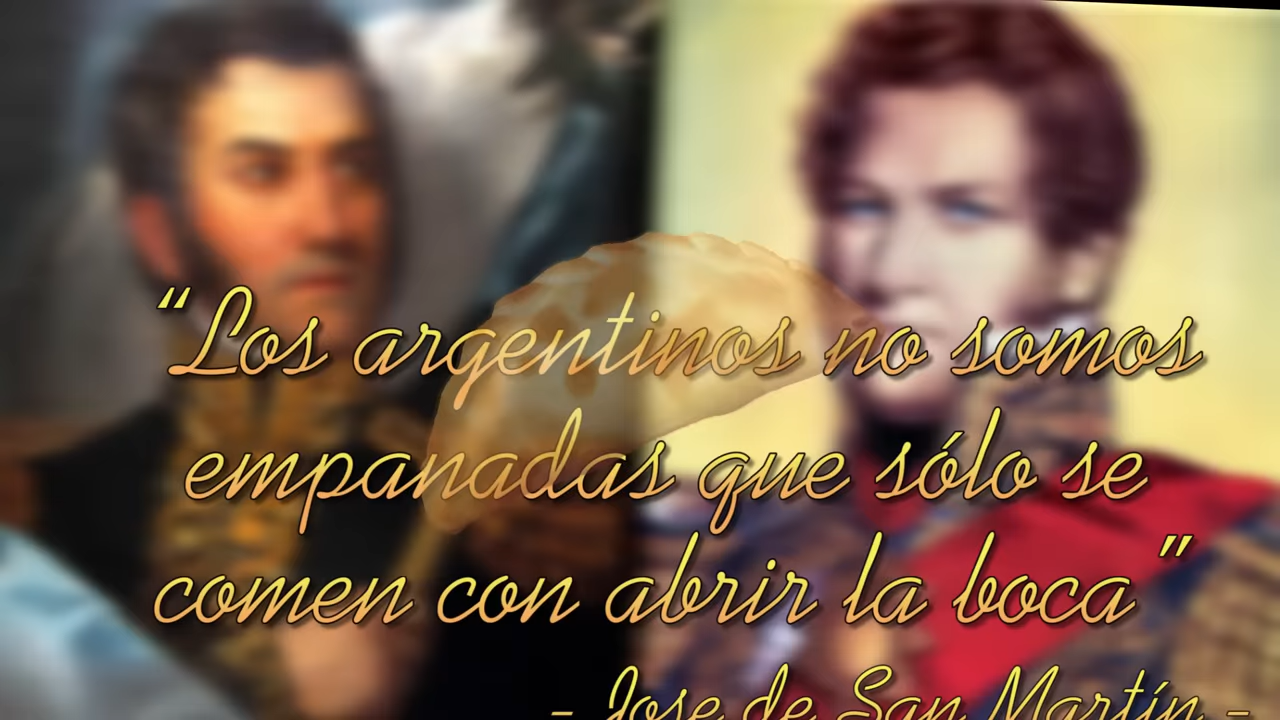 “Los argentinos no somos
empanadas que sólo se
comen con abrir la boca”
- Jose de San Martín -